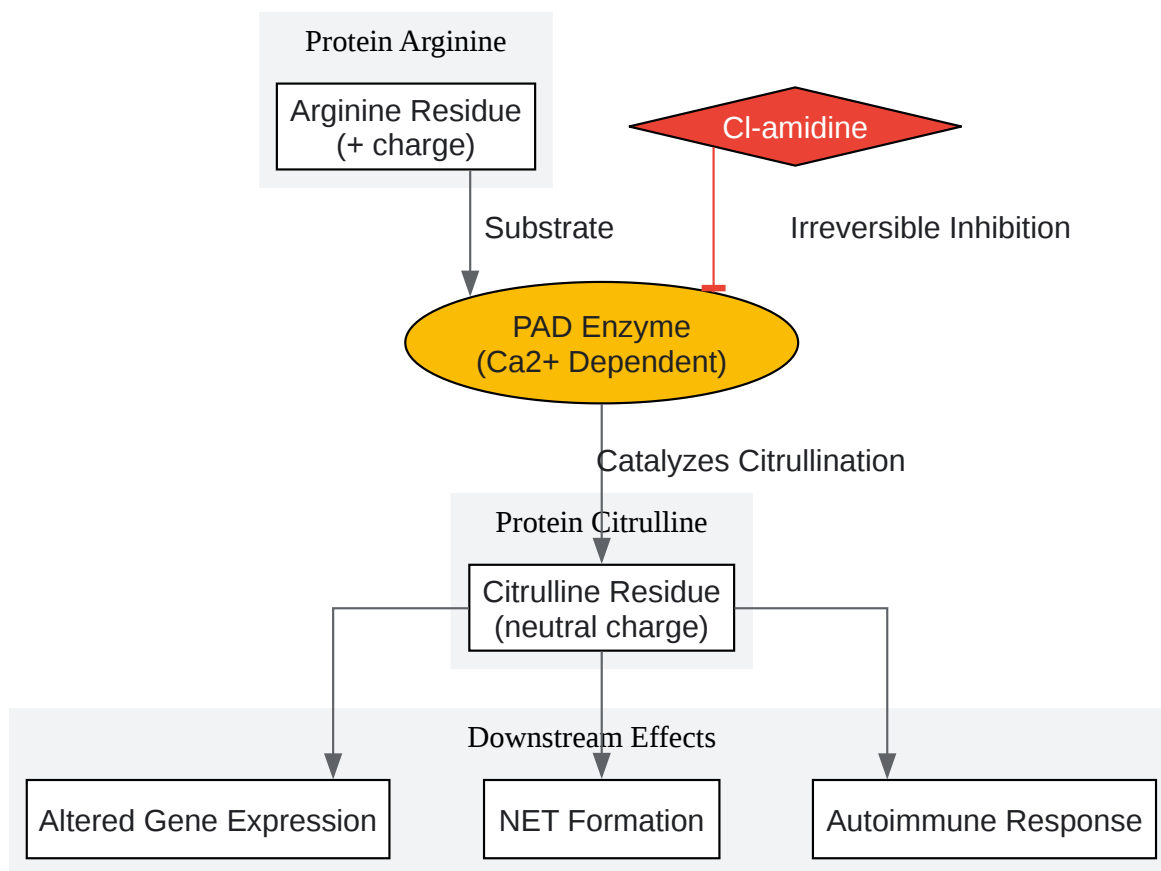 Protein Arginine
Arginine Residue
(+ charge)
Cl-amidine
Substrate
Irreversible Inhibition
PAD Enzyme
(Ca2+ Dependent)
Catalyzes Citrullination
Protein Citrulline
Citrulline Residue
(neutral charge)
Downstream Effects
Altered Gene Expression
NET Formation
Autoimmune Response